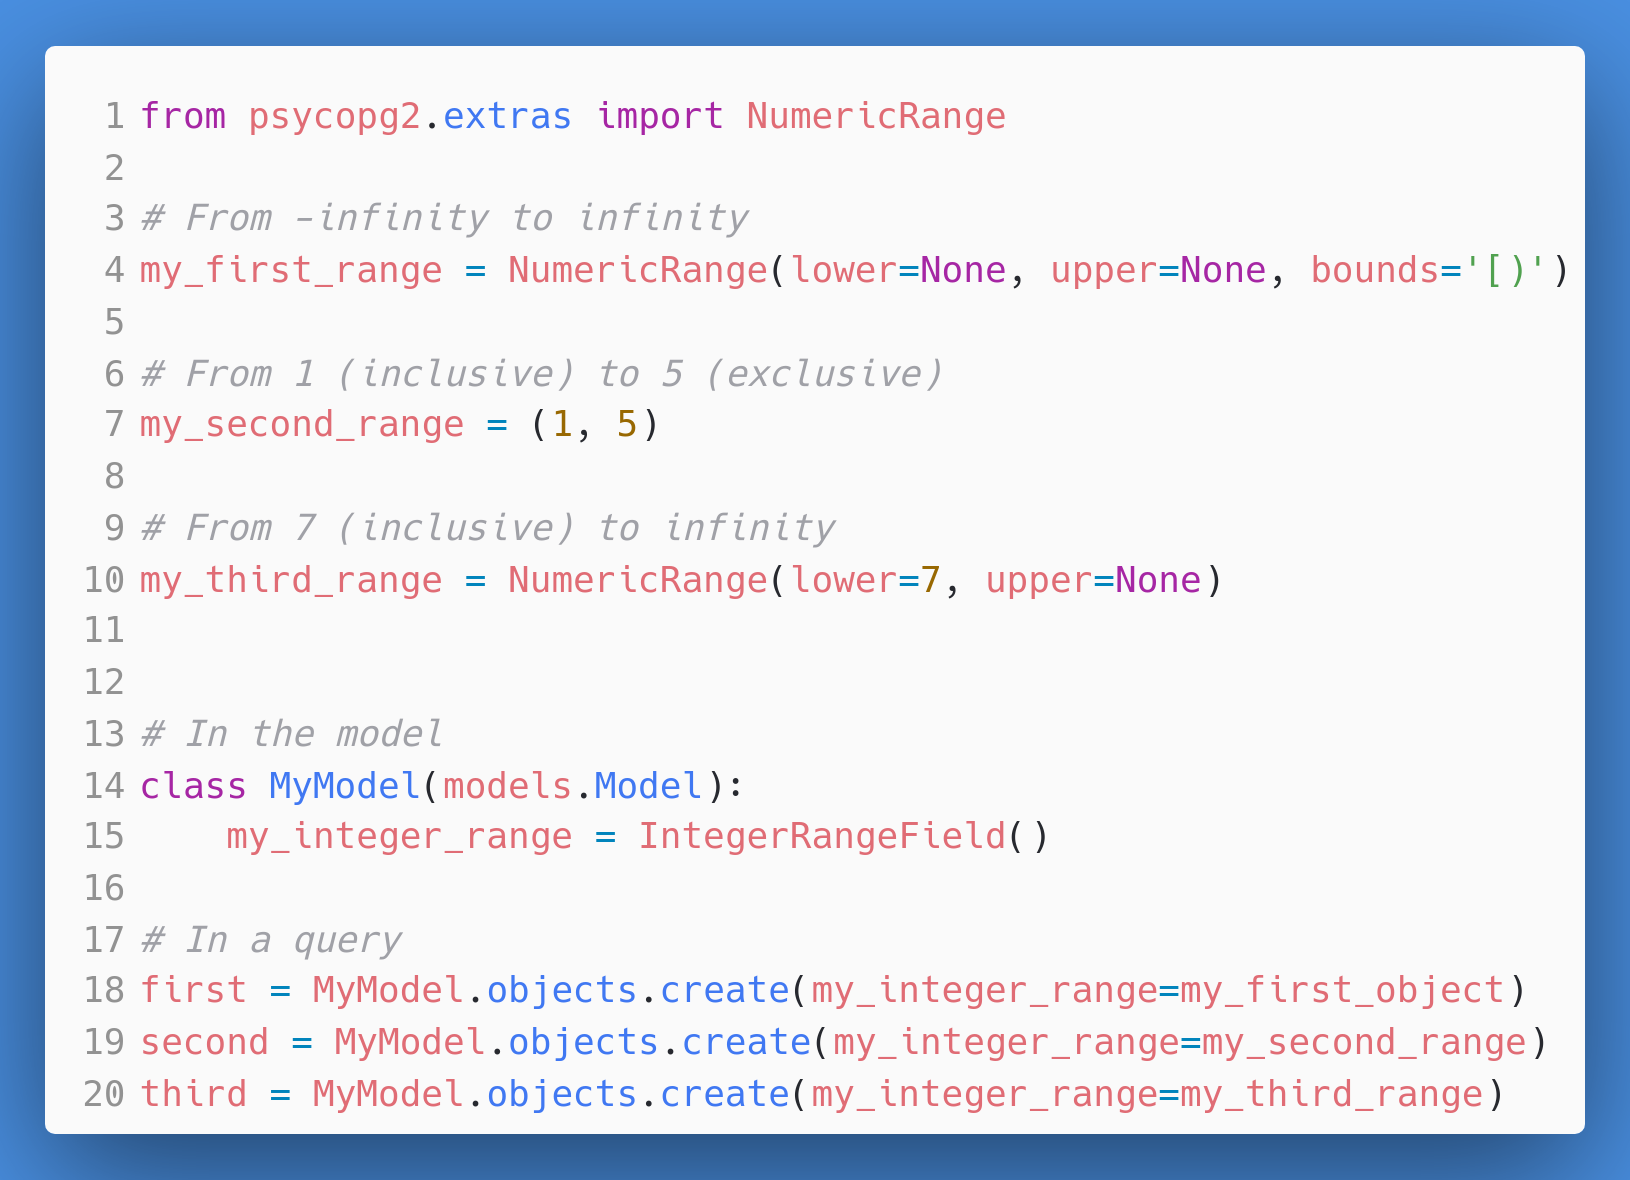 1 from psycopg2.extras import NumericRange
2
3 # From -infinity to infinity
4 my_first_range = NumericRange(lower=None, upper=None, bounds='[)')
5
6 # From 1 (inclusive) to 5 (exclusive)
7 my_second_range = (1, 5)
8
9 # From 7 (inclusive) to infinity
10 my_third_range = NumericRange(lower=7, upper=None)
11
12
13 # In the model
14 class MyModel(models.Model):
15     my_integer_range = IntegerRangeField()
16
17 # In a query
18 first = MyModel.objects.create(my_integer_range=my_first_object)
19 second = MyModel.objects.create(my_integer_range=my_second_range)
20 third = MyModel.objects.create(my_integer_range=my_third_range)